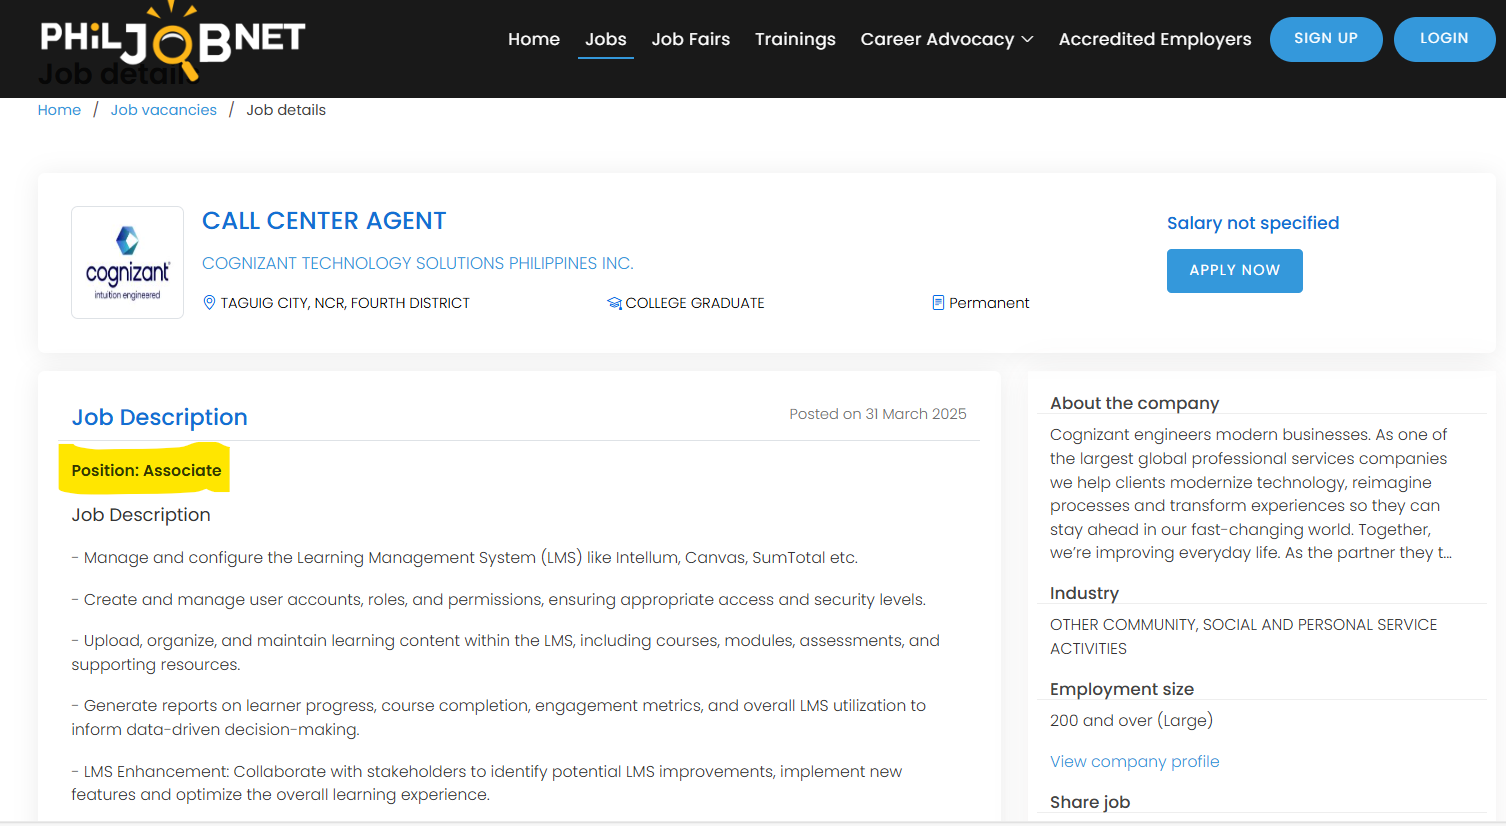 PHILJOBNET
Home Jobs Job Fairs Trainings Career Advocacy Accredited Employers SIGN UP LOGIN
Job details
Home / Job vacancies / Job details
cognizant
intuition engineered
CALL CENTER AGENT
COGNIZANT TECHNOLOGY SOLUTIONS PHILIPPINES INC.
TAGUIG CITY, NCR, FOURTH DISTRICT
COLLEGE GRADUATE
Permanent
Salary not specified
APPLY NOW
Job Description
Posted on 31 March 2025
Position: Associate
Job Description
- Manage and configure the Learning Management System (LMS) like Intellum, Canvas, SumTotal etc.
- Create and manage user accounts, roles, and permissions, ensuring appropriate access and security levels.
- Upload, organize, and maintain learning content within the LMS, including courses, modules, assessments, and
supporting resources.
- Generate reports on learner progress, course completion, engagement metrics, and overall LMS utilization to
inform data-driven decision-making.
- LMS Enhancement: Collaborate with stakeholders to identify potential LMS improvements, implement new
features and optimize the overall learning experience.
About the company
Cognizant engineers modern businesses. As one of
the largest global professional services companies
we help clients modernize technology, reimagine
processes and transform experiences so they can
stay ahead in our fast-changing world. Together,
we're improving everyday life. As the partner they t...
Industry
OTHER COMMUNITY, SOCIAL AND PERSONAL SERVICE
ACTIVITIES
Employment size
200 and over (Large)
View company profile
Share job